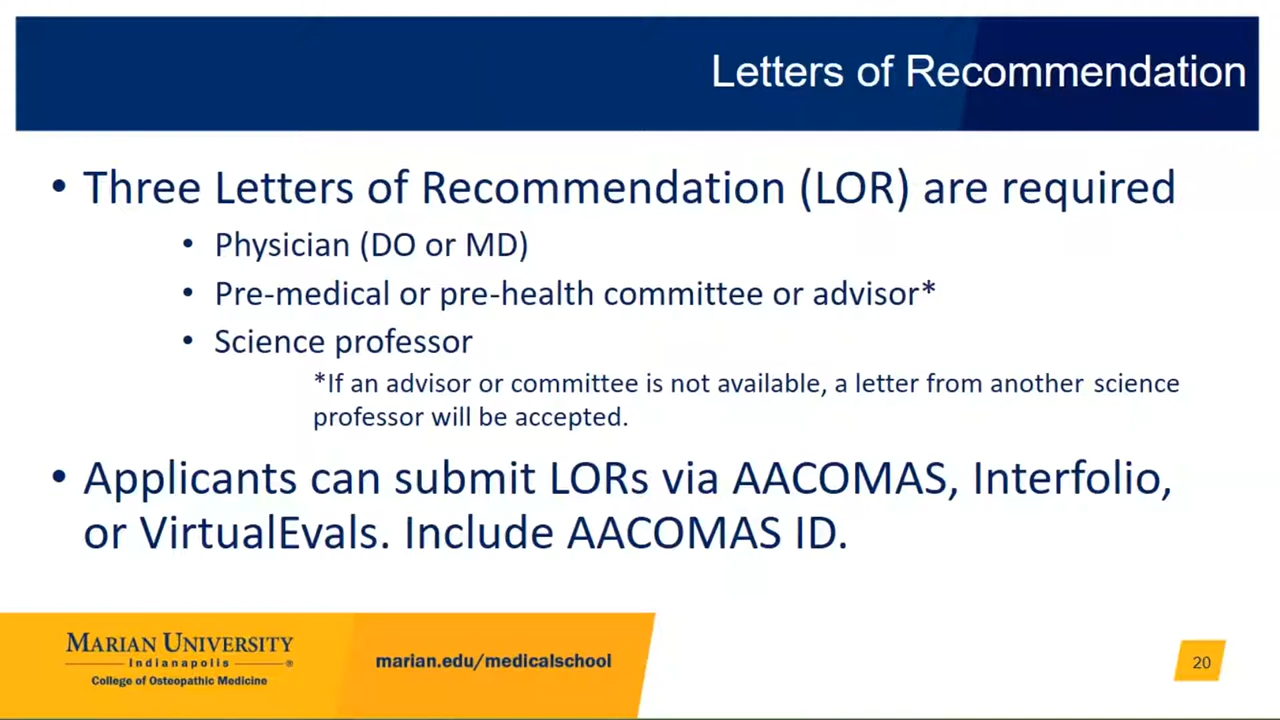 Letters of Recommendation
• Three Letters of Recommendation (LOR) are required
• Physician (DO or MD)
• Pre-medical or pre-health committee or advisor*
• Science professor
*If an advisor or committee is not available, a letter from another science
professor will be accepted.
• Applicants can submit LORs via AACOMAS, Interfolio,
or VirtualEvals. Include AACOMAS ID.
MARIAN UNIVERSITY
Indianapolis ®
College of Osteopathic Medicine
marian.edu/medicalschool
20